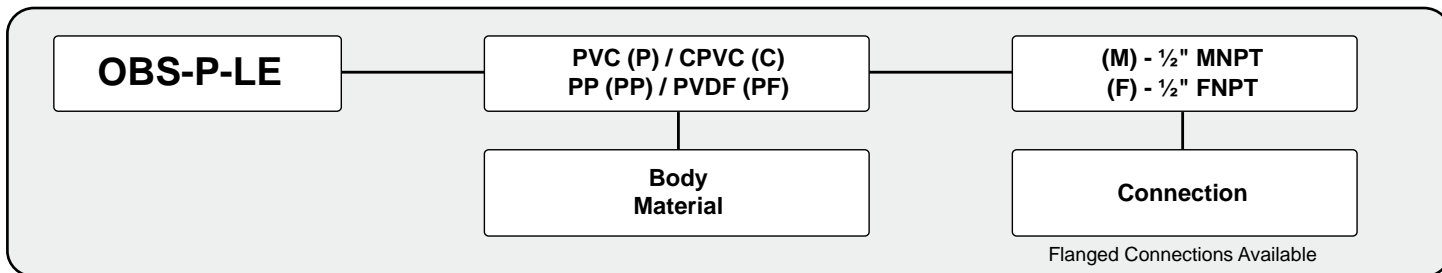 OBS-P-LE
PVC (P) / CPVC (C)
PP (PP) / PVDF (PF)
(M) - ½" MNPT
(F) - ½" FNPT
Body
Material
Connection
Flanged Connections Available